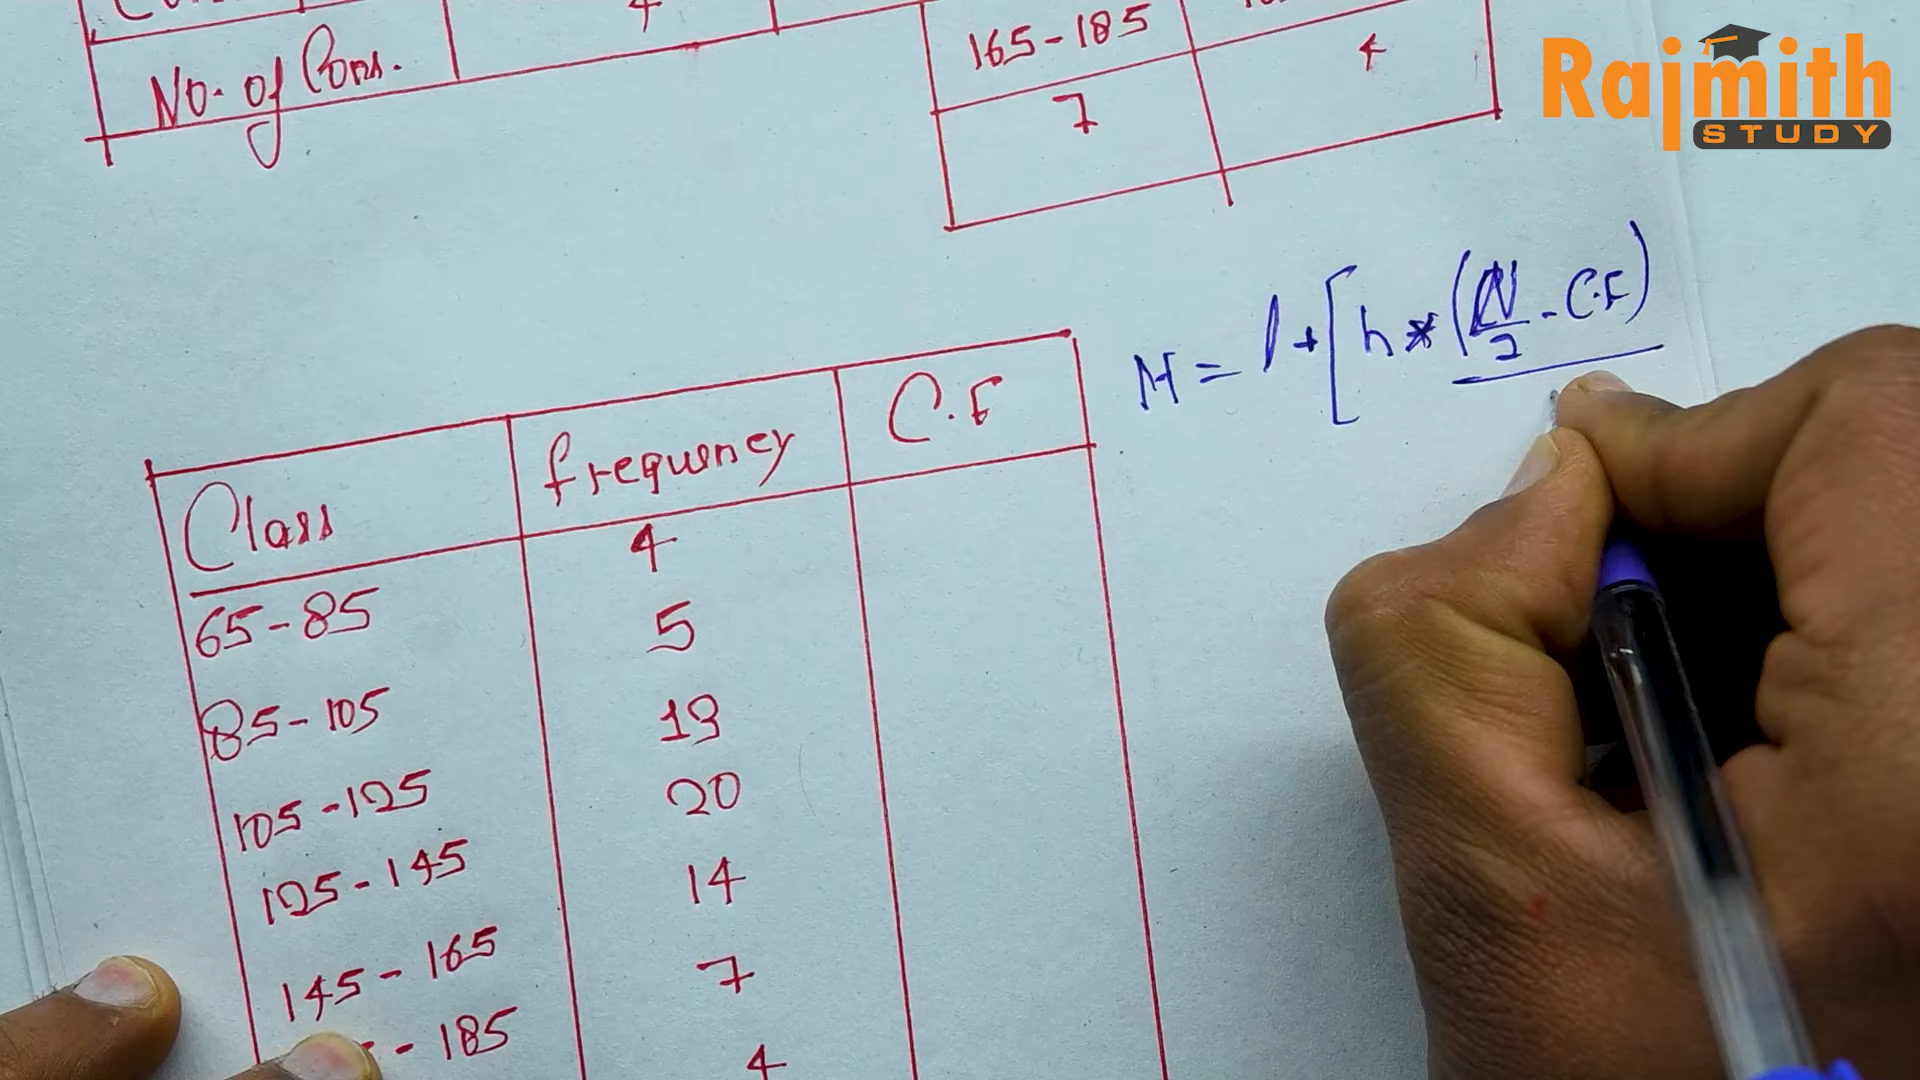 Rajmith
STUDY
4
No. of Cons.
165-185
7
4
M = l + [h * (N/2 - C.F)
Class frequency C.F
4
65-85 5
85-105 13
105-125 20
125-145 14
145-165 7
- 185 4